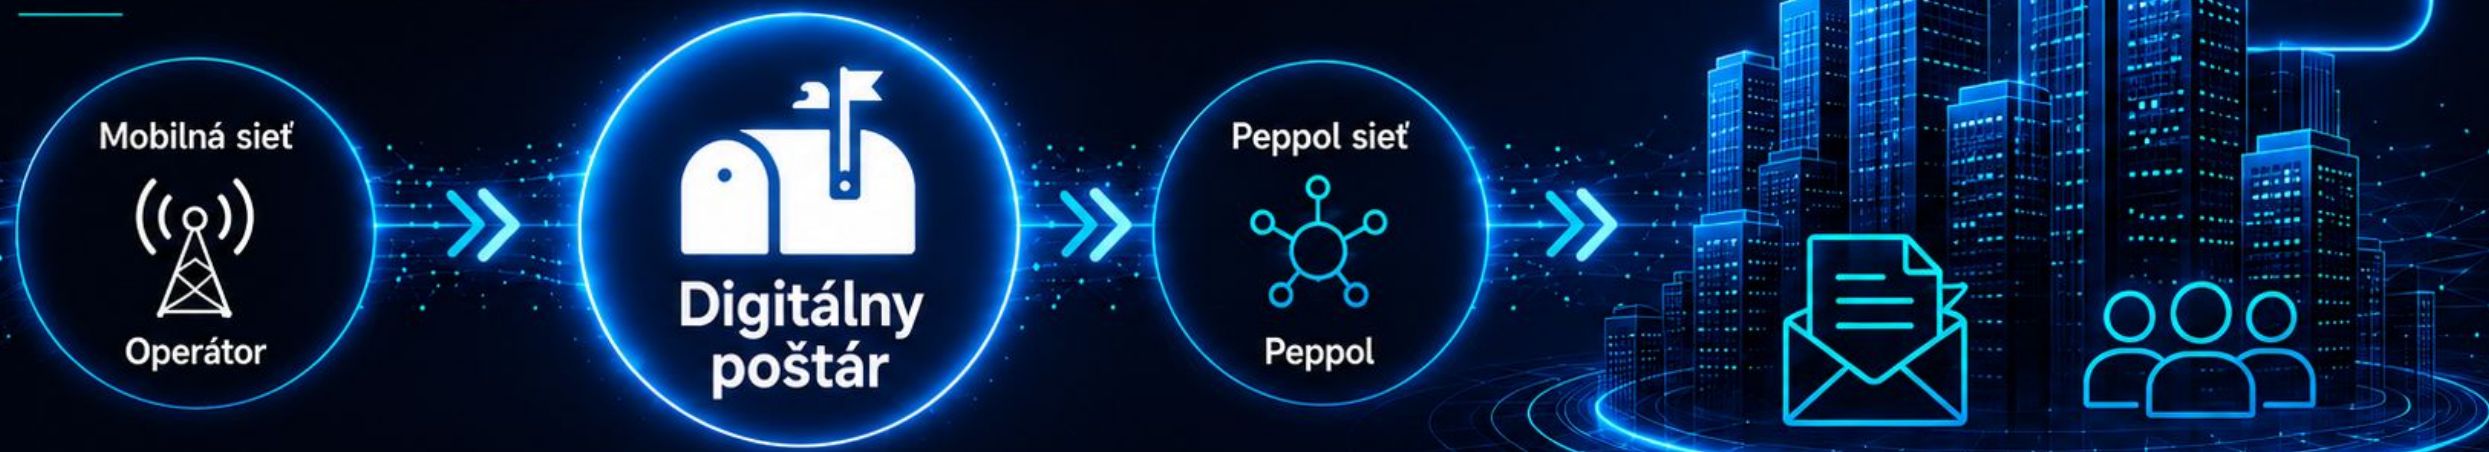 Mobilná sieť
Operátor
Digitálny
poštár
Peppol sieť
Peppol